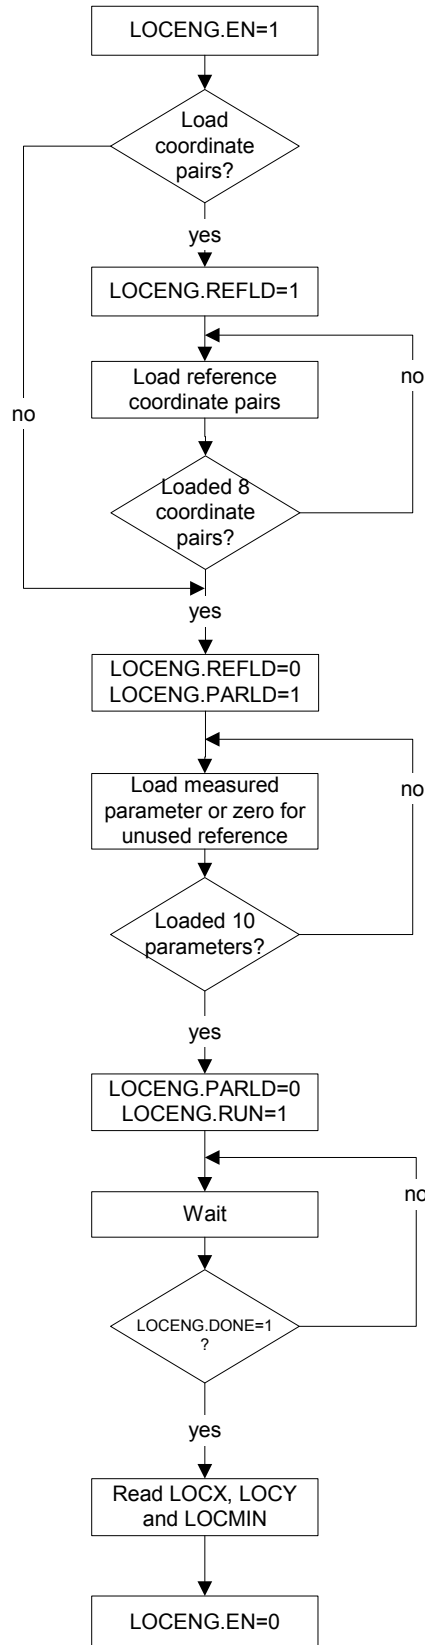 LOCENG.EN=1
Load
coordinate
pairs?
yes
LOCENG.REFLD=1
Load reference
coordinate pairs
no
no
Loaded 8
coordinate
pairs?
yes
LOCENG.REFLD=0
LOCENG.PARLD=1
Load measured
parameter or zero for
unused reference
no
Loaded 10
parameters?
yes
LOCENG.PARLD=0
LOCENG.RUN=1
no
Wait
LOCENG.DONE=1
?
yes
Read LOCX, LOCY
and LOCMIN
LOCENG.EN=0